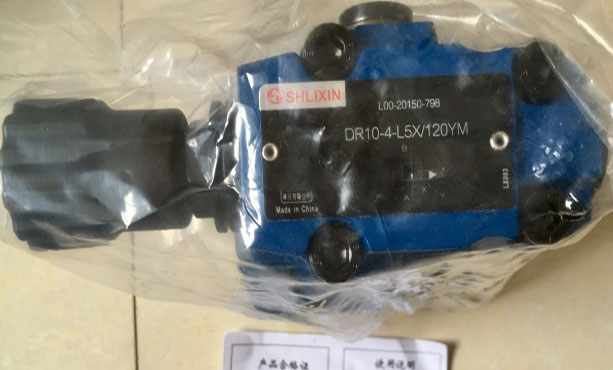 SHLIXIN
L00-20150-798
DR10-4-L5X/120YM
B
A
X
Y
LX003
Made in China
产品合格证
使用说明